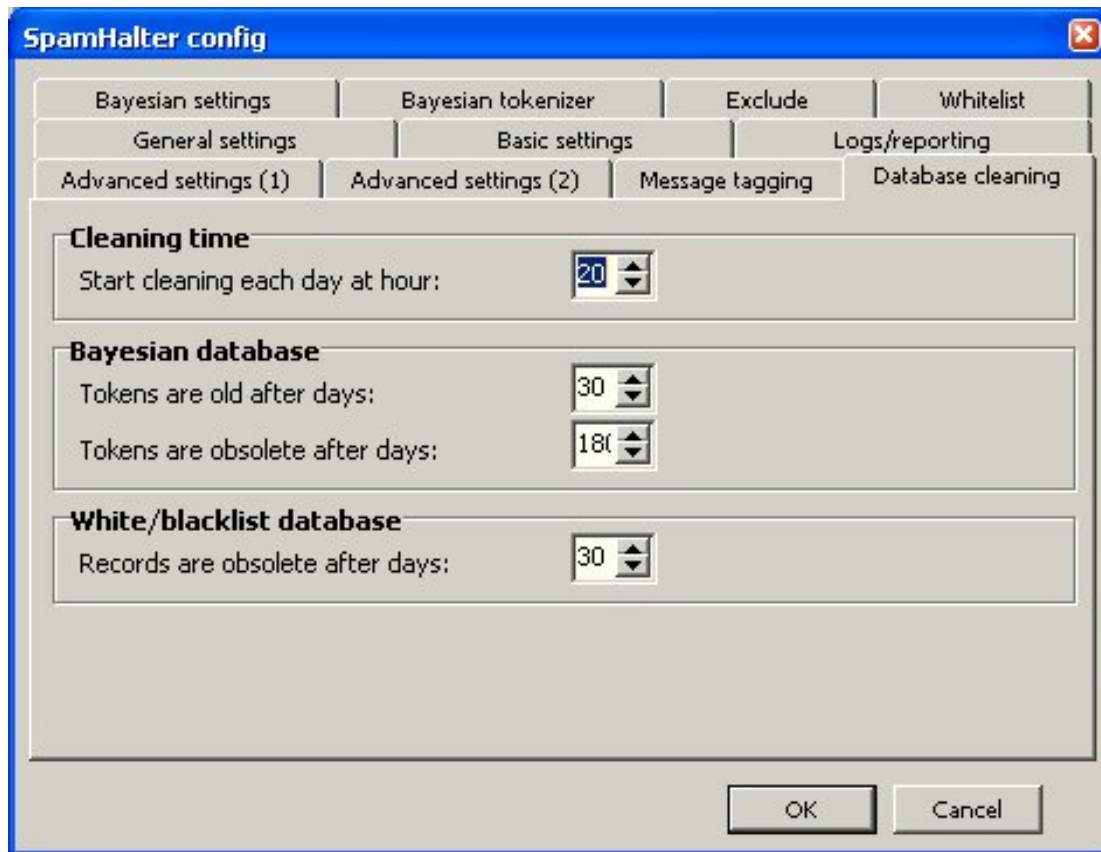 SpamHalter config
Bayesian settings Bayesian tokenizer Exclude Whitelist
General settings Basic settings Logs/reporting
Advanced settings (1) Advanced settings (2) Message tagging Database cleaning
Cleaning time
Start cleaning each day at hour: 20
Bayesian database
Tokens are old after days: 30
Tokens are obsolete after days:
White/blacklist database
Records are obsolete after days: 30
OK Cancel